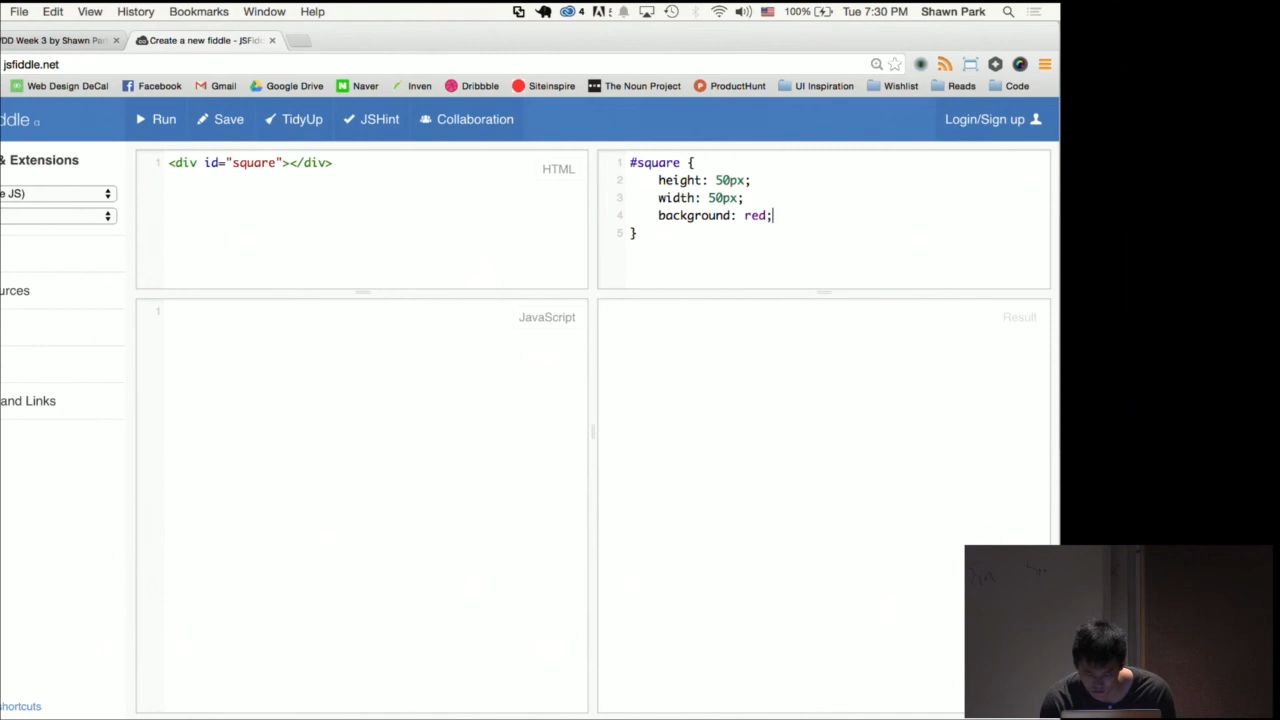 File Edit View History Bookmarks Window Help 4 100% Tue 7:30 PM Shawn Park
DD Week 3 by Shawn Par × Create a new fiddle - JSFid ×
jsfiddle.net
Web Design DeCal Facebook Gmail Google Drive Naver Inven Dribbble Siteinspire The Noun Project ProductHunt UI Inspiration Wishlist Reads Code
ddle α Run Save TidyUp JSHint Collaboration Login/Sign up
& Extensions
e JS)
urces
and Links
shortcuts
1 <div id="square"></div>
HTML
1 #square {
2 height: 50px;
3 width: 50px;
4 background: red;
5 }
1
JavaScript
Result